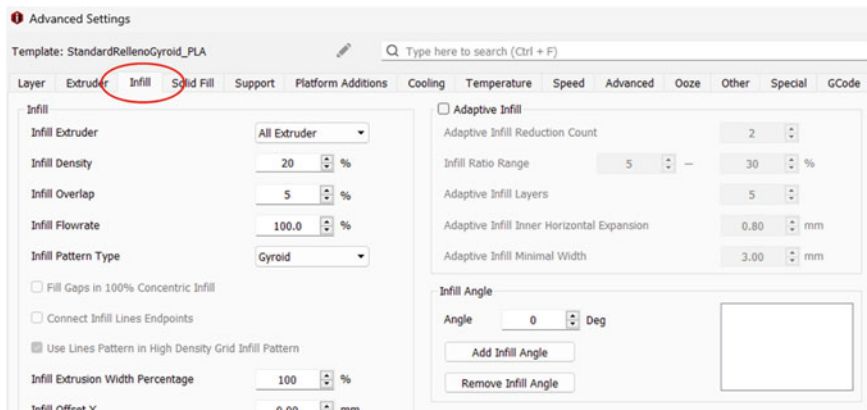 Advanced Settings
Template: StandardRellenoGyroid_PLA
Type here to search (Ctrl + F)
Layer Extruder Infill Solid Fill Support Platform Additions Cooling Temperature Speed Advanced Ooze Other Special GCode
Infill
Infill Extruder All Extruder
Infill Density 20 %
Infill Overlap 5 %
Infill Flowrate 100.0 %
Infill Pattern Type Gyroid
Fill Gaps in 100% Concentric Infill
Connect Infill Lines Endpoints
Use Lines Pattern in High Density Grid Infill Pattern
Infill Extrusion Width Percentage 100 %
Infill Offset X 0.00 mm
Adaptive Infill
Adaptive Infill Reduction Count 2
Infill Ratio Range 5 — 30 %
Adaptive Infill Layers 5
Adaptive Infill Inner Horizontal Expansion 0.80 mm
Adaptive Infill Minimal Width 3.00 mm
Infill Angle
Angle 0 Deg
Add Infill Angle
Remove Infill Angle